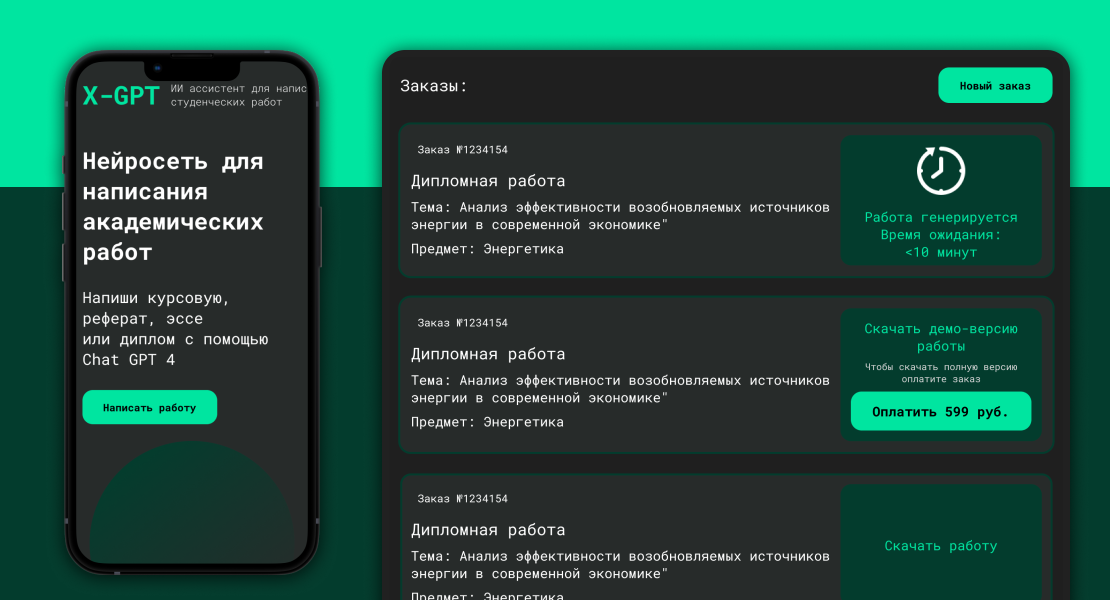 X-GPT
ИИ ассистент для напис
студенческих работ
Нейросеть для
написания
академических
работ
Напиши курсовую,
реферат, эссе
или диплом с помощью
Chat GPT 4
Написать работу
Заказы:
Новый заказ
Заказ №1234154
Дипломная работа
Тема: Анализ эффективности возобновляемых источников
энергии в современной экономике"
Предмет: Энергетика
Работа генерируется
Время ожидания:
<10 минут
Заказ №1234154
Дипломная работа
Тема: Анализ эффективности возобновляемых источников
энергии в современной экономике"
Предмет: Энергетика
Скачать демо-версию
работы
Чтобы скачать полную версию
оплатите заказ
Оплатить 599 руб.
Заказ №1234154
Дипломная работа
Тема: Анализ эффективности возобновляемых источников
энергии в современной экономике"
Предмет: Энергетика
Скачать работу